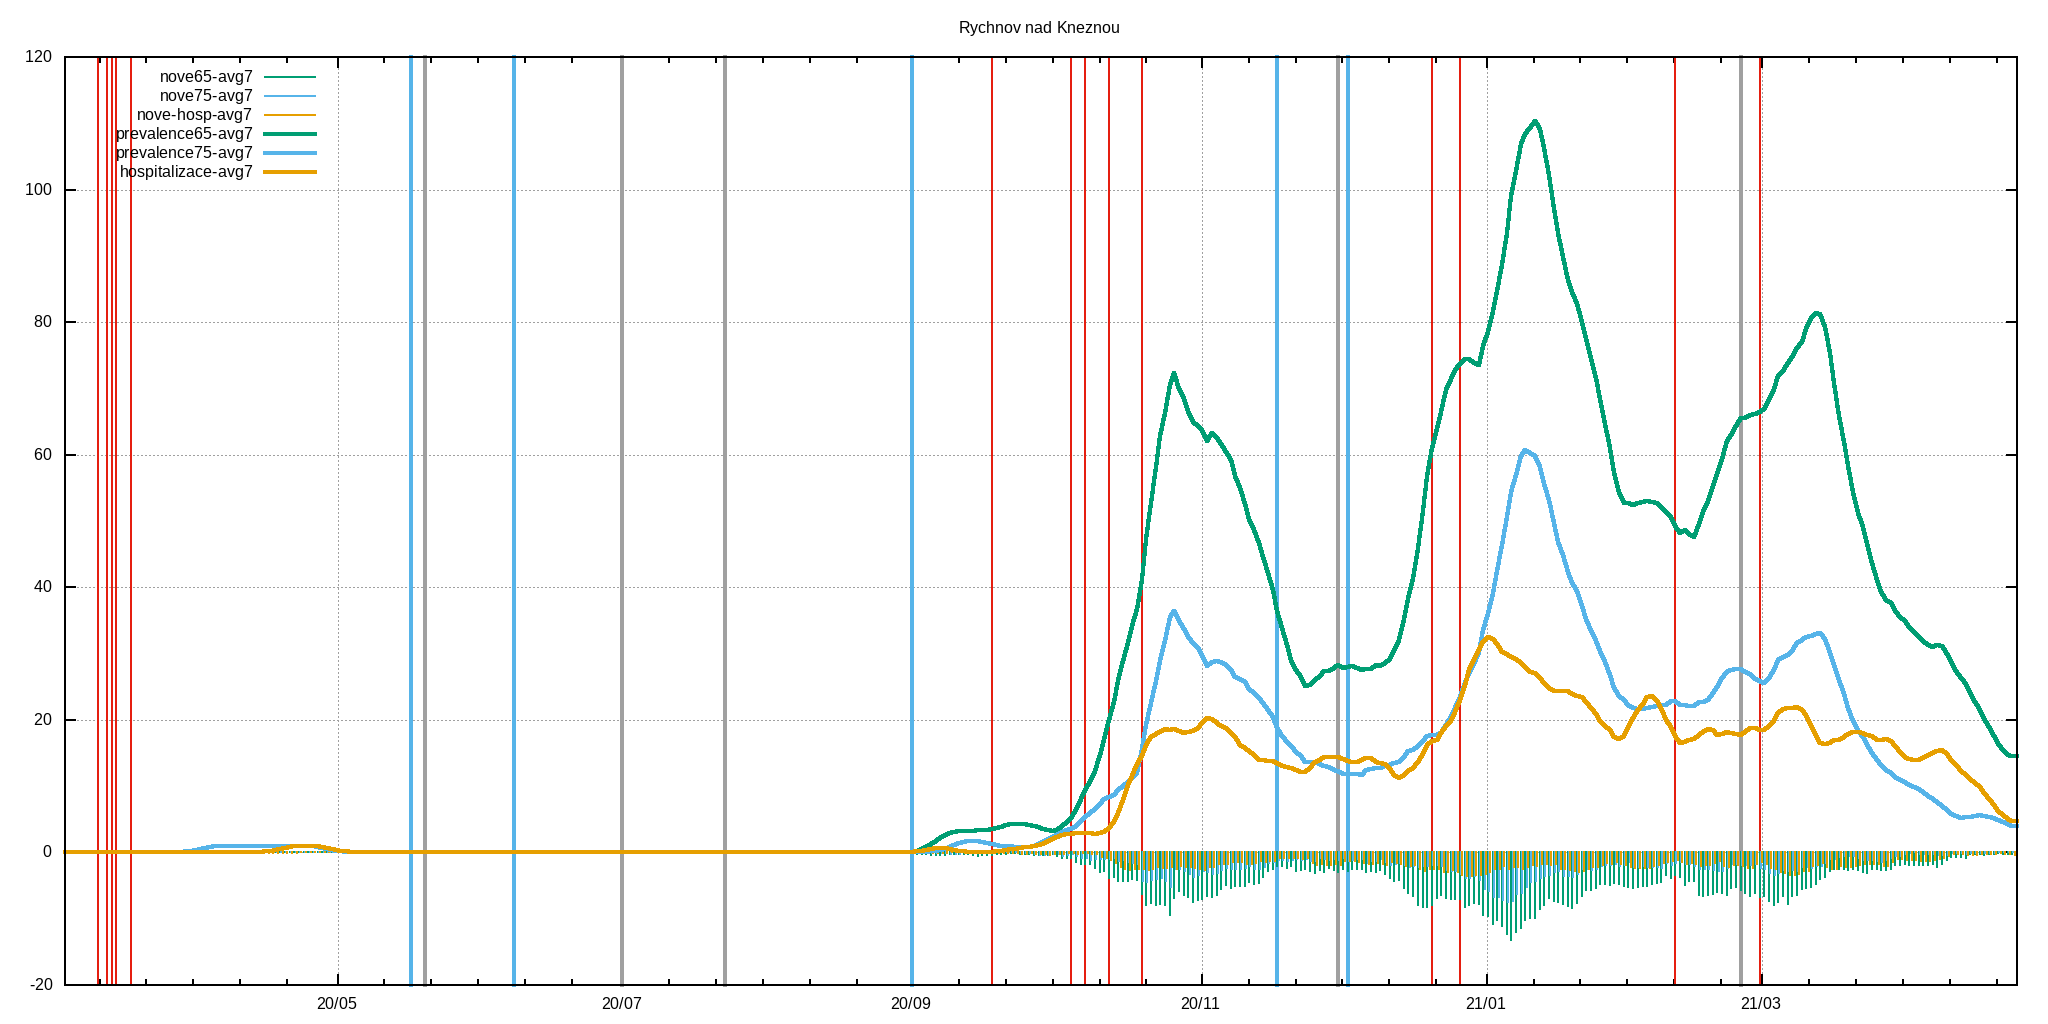 Rychnov nad Kneznou
120
100
80
60
40
20
0
-20
nove65-avg7
nove75-avg7
nove-hosp-avg7
prevalence65-avg7
prevalence75-avg7
hospitalizace-avg7
20/05 20/07 20/09 20/11 21/01 21/03